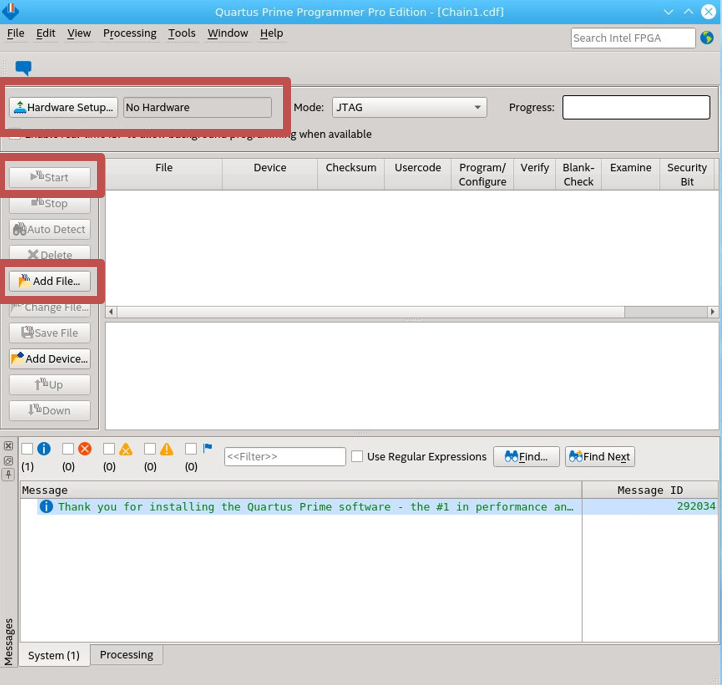 Quartus Prime Programmer Pro Edition - [Chain1.cdf]
File Edit View Processing Tools Window Help
Search Intel FPGA
Hardware Setup... No Hardware Mode: JTAG Progress:
to allow background programming when available
File Device Checksum Usercode Program/ Configure Verify Blank- Check Examine Security Bit
Start
Stop
Auto Detect
Delete
Add File...
Change File...
Save File
Add Device...
Up
Down
(1) (0) (0) (0) (0)
<<Filter>> Use Regular Expressions Find... Find Next
Message Message ID
Thank you for installing the Quartus Prime software - the #1 in performance an… 292034
Messages
System (1) Processing